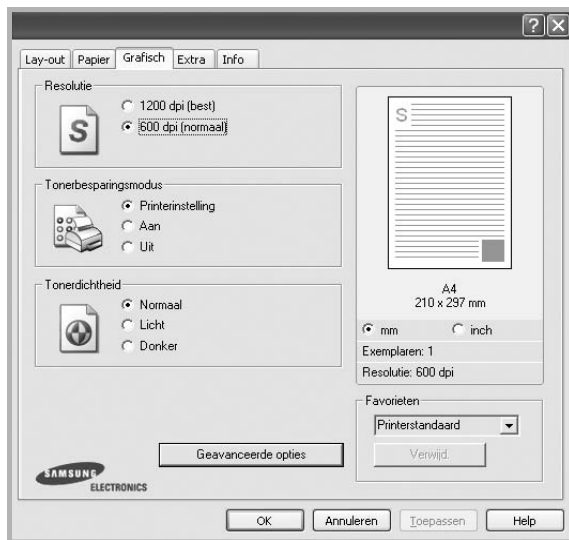 Lay-out Papier Grafisch Extra Info
Resolutie
S
1200 dpi (best)
600 dpi (normaal)
Tonerbesparingsmodus
Printerinstelling
Aan
Uit
Tonerdichtheid
Normaal
Licht
Donker
S
A4
210 x 297 mm
mm inch
Exemplaren: 1
Resolutie: 600 dpi
Favorieten
Printerstandaard
Verwijd.
Geavanceerde opties
SAMSUNG
ELECTRONICS
OK Annuleren Toepassen Help